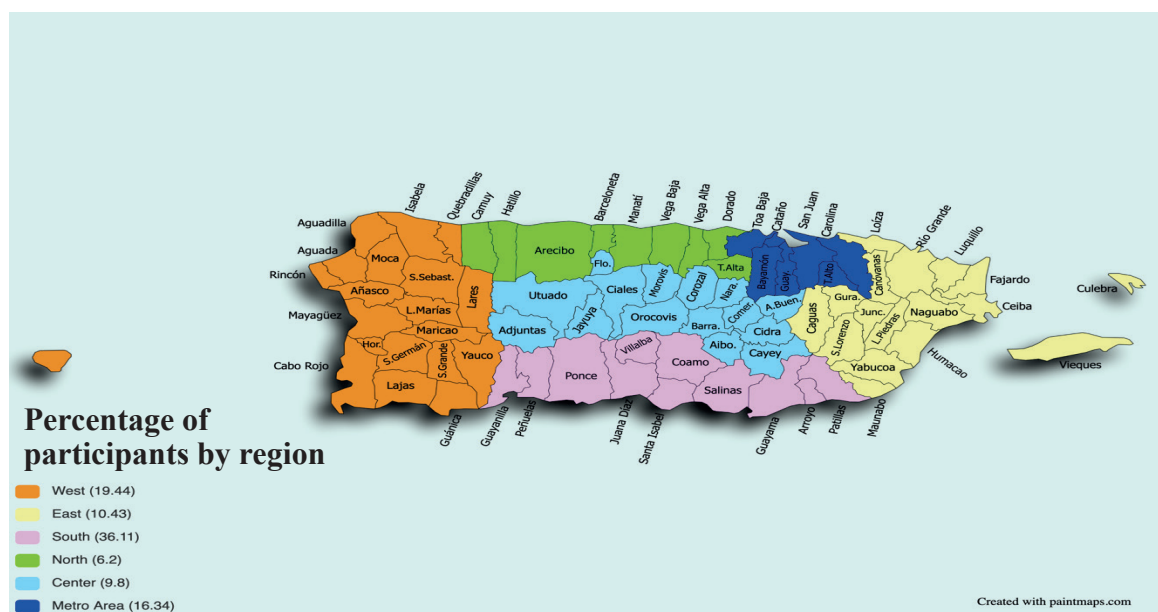 Isabela
Quebradillas
Camuy
Hatillo
Barceloneta
Manatí
Vega Baja
Vega Alta
Dorado
Toa Baja
Cataño
San Juan
Carolina
Loíza
Río Grande
Luquillo
Aguadilla
Aguada
Rincón
Mayagüez
Cabo Rojo
Moca
S.Sebast.
Añasco
Lares
L.Marías
Maricao
Hor.
S.Germán
S.Grande
Yauco
Lajas
Arecibo
Flo.
T.Alta
Utuado
Ciales
Morovis
Corozal
Nara.
Adjuntas
Jayuya
Orocovis
Barra.
Comer.
A.Buen.
Cidra
Aibo.
Cayey
Bayamón
Guay.
T.Alto
Canóvanas
Caguas
Gura.
Junc.
S.Lorenzo
L.Piedras
Naguabo
Yabucoa
Fajardo
Ceiba
Culebra
Vieques
Humacao
Ponce
Villalba
Coamo
Salinas
Guánica
Guayanilla
Peñuelas
Juana Díaz
Santa Isabel
Guayama
Arroyo
Patillas
Maunabo
Percentage of
participants by region
West (19.44)
East (10.43)
South (36.11)
North (6.2)
Center (9.8)
Metro Area (16.34)
Created with paintmaps.com